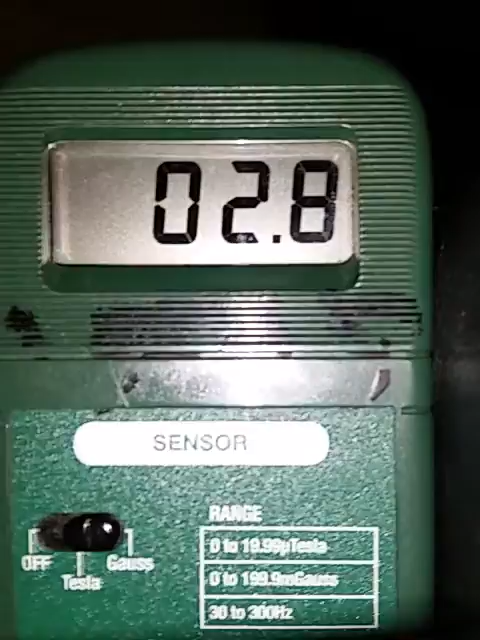 02.8
SENSOR
RANGE
0 to 19.99µTesla
0 to 199.9mGauss
30 to 300Hz
OFF
Gauss
Tesla